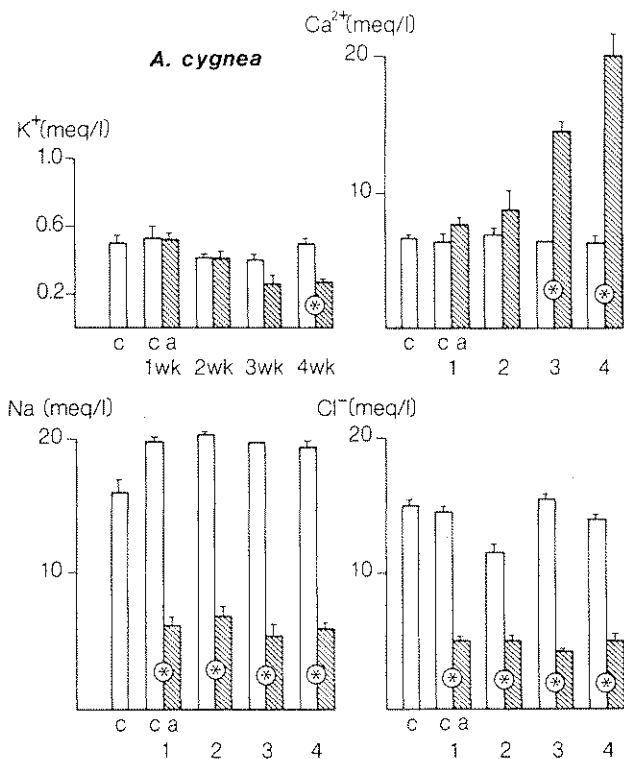 A. cygnea
K⁺(meq/l)
1.0
0.6
0.2
c
c a
1wk
2wk
3wk
4wk
*
Ca²⁺(meq/l)
20
10
c
c a
1
2
3
4
*
*
Na (meq/l)
20
10
c
c a
1
2
3
4
*
*
*
*
Cl⁻(meq/l)
20
10
c
c a
1
2
3
4
*
*
*
*